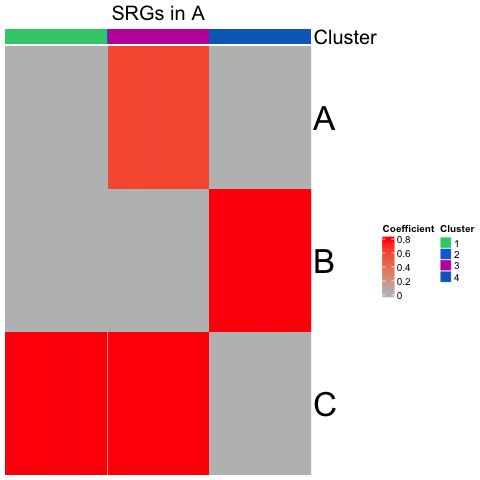 SRGs in A
Cluster
A
B
C
Coefficient
0.8
0.6
0.4
0.2
0
Cluster
1
2
3
4